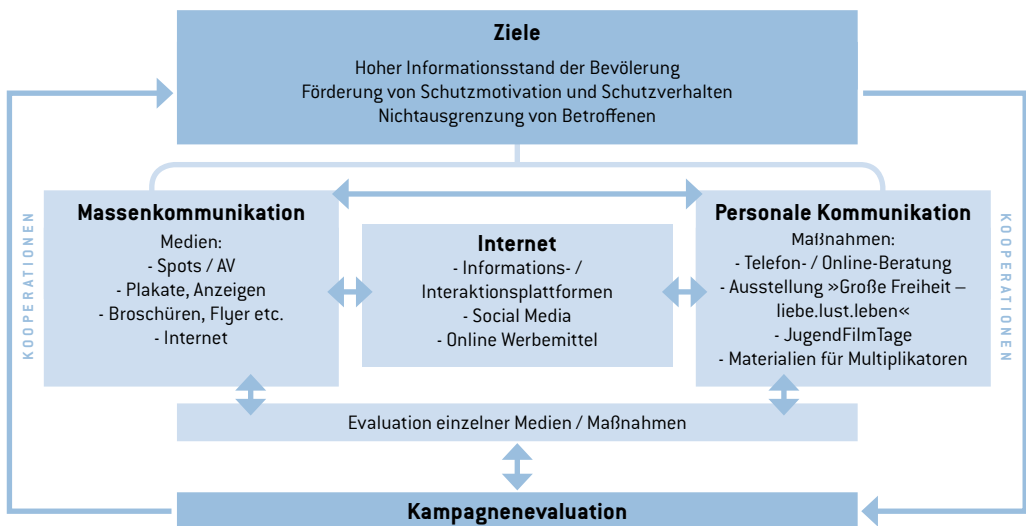 Ziele
Hoher Informationsstand der Bevölerung
Förderung von Schutzmotivation und Schutzverhalten
Nichtausgrenzung von Betroffenen
KOOPERATIONEN
Massenkommunikation
Medien:
- Spots / AV
- Plakate, Anzeigen
- Broschüren, Flyer etc.
- Internet
Internet
- Informations- /
Interaktionsplattformen
- Social Media
- Online Werbemittel
Personale Kommunikation
Maßnahmen:
- Telefon- / Online-Beratung
- Ausstellung »Große Freiheit –
liebe.lust.leben«
- JugendFilmTage
- Materialien für Multiplikatoren
KOOPERATIONEN
Evaluation einzelner Medien / Maßnahmen
Kampagnenevaluation